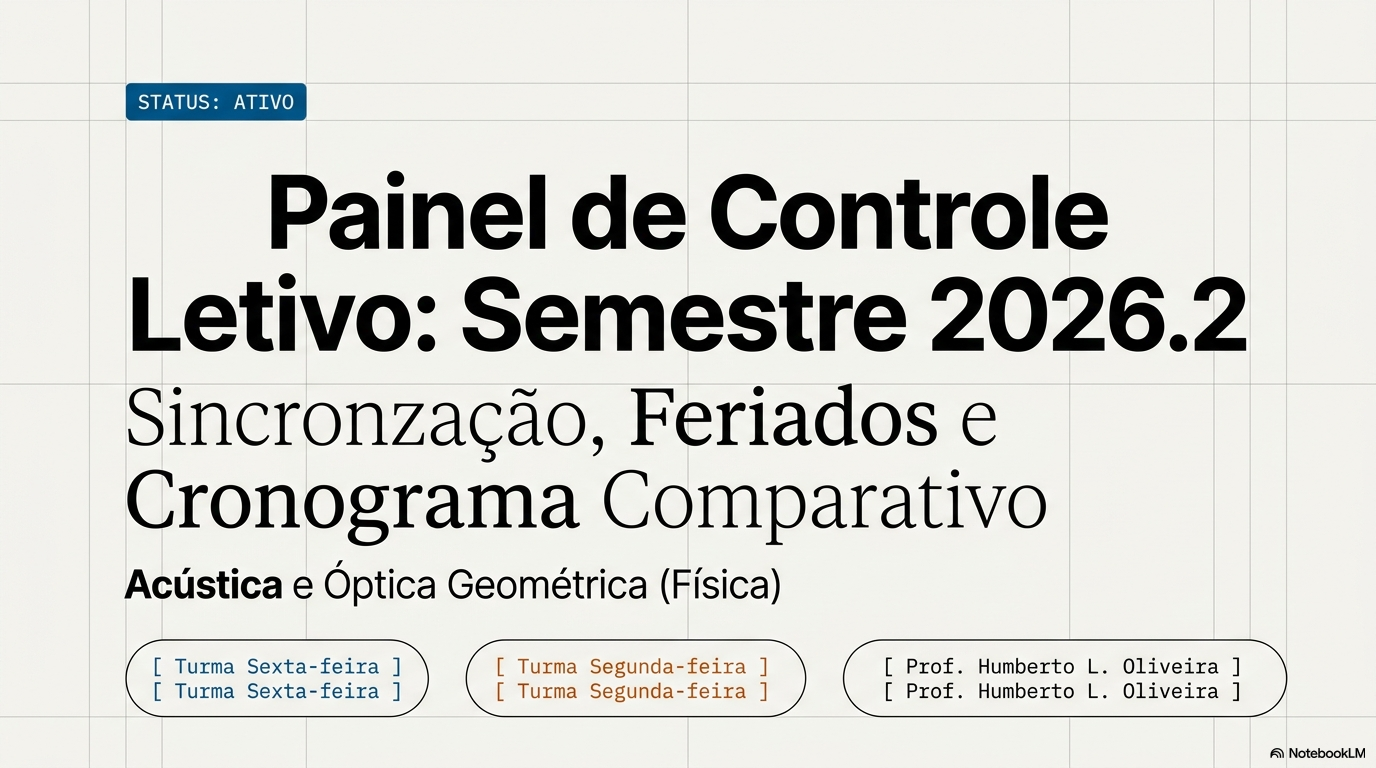 STATUS: ATIVO
Painel de Controle
Letivo: Semestre 2026.2
Sincronzação, Feriados e
Cronograma Comparativo
Acústica e Óptica Geométrica (Física)
[ Turma Sexta-feira ]
[ Turma Sexta-feira ]
[ Turma Segunda-feira ]
[ Turma Segunda-feira ]
[ Prof. Humberto L. Oliveira ]
[ Prof. Humberto L. Oliveira ]
NotebookLM